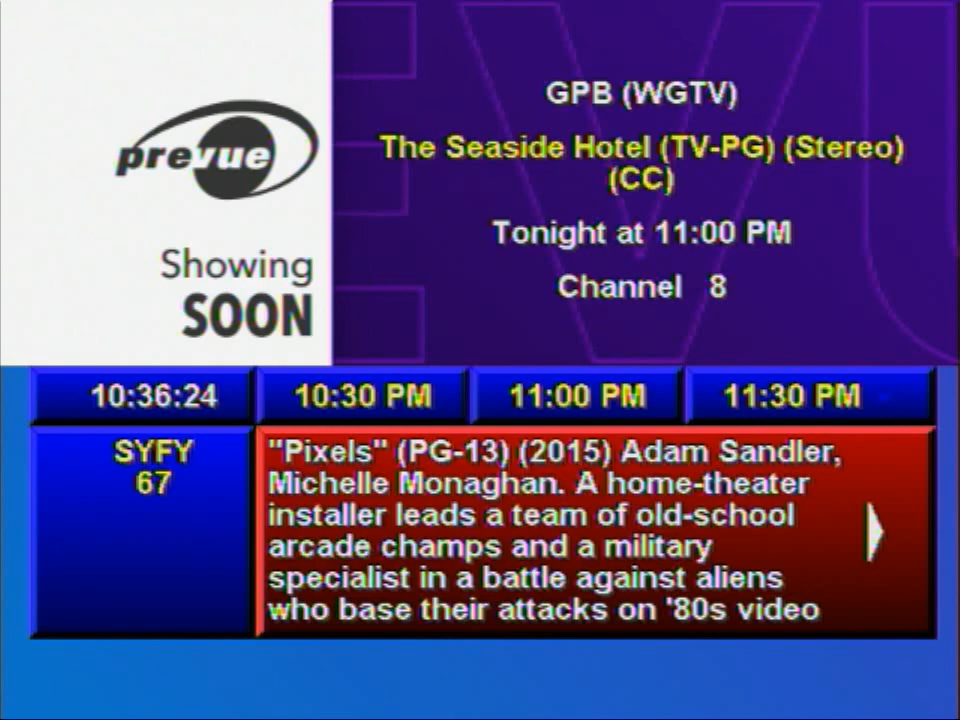 prevue
Showing
SOON
GPB (WGTV)
The Seaside Hotel (TV-PG) (Stereo)
(CC)
Tonight at 11:00 PM
Channel 8
10:36:24 10:30 PM 11:00 PM 11:30 PM
SYFY
67
"Pixels" (PG-13) (2015) Adam Sandler,
Michelle Monaghan. A home-theater
installer leads a team of old-school
arcade champs and a military
specialist in a battle against aliens
who base their attacks on '80s video